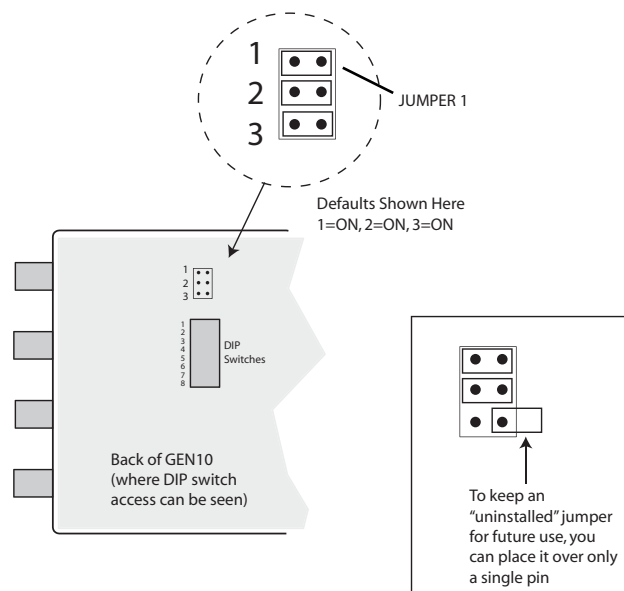 1
2
3
JUMPER 1
Defaults Shown Here
1=ON, 2=ON, 3=ON
1
2
3
1
2
3
4
5
6
7
8
DIP
Switches
Back of GEN10
(where DIP switch
access can be seen)
To keep an
“uninstalled” jumper
for future use, you
can place it over only
a single pin